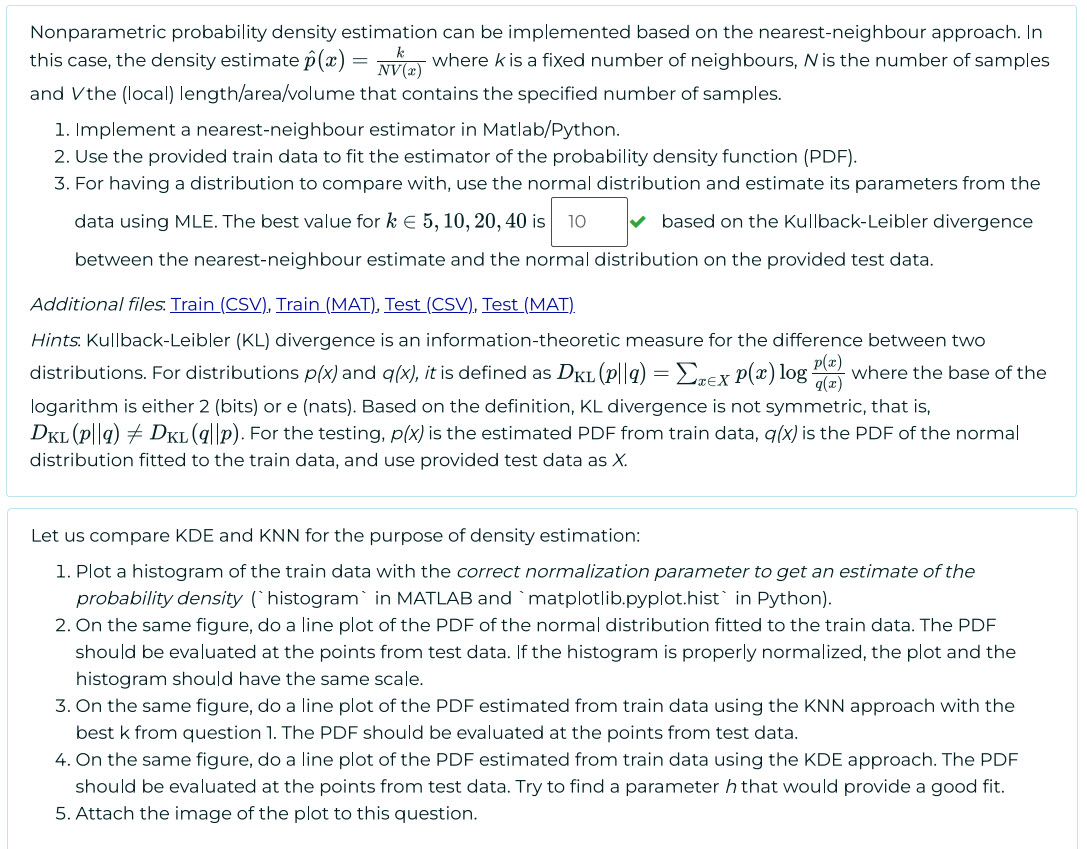 Nonparametric probability density estimation can be implemented based on the nearest-neighbour approach. In
this case, the density estimate p̂(x) = k/NV(x) where k is a fixed number of neighbours, N is the number of samples
and V the (local) length/area/volume that contains the specified number of samples.
1. Implement a nearest-neighbour estimator in Matlab/Python.
2. Use the provided train data to fit the estimator of the probability density function (PDF).
3. For having a distribution to compare with, use the normal distribution and estimate its parameters from the
data using MLE. The best value for k ∈ 5, 10, 20, 40 is 10 ✔ based on the Kullback-Leibler divergence
between the nearest-neighbour estimate and the normal distribution on the provided test data.
Additional files: Train (CSV), Train (MAT), Test (CSV), Test (MAT)
Hints: Kullback-Leibler (KL) divergence is an information-theoretic measure for the difference between two
distributions. For distributions p(x) and q(x), it is defined as D_KL(p||q) = ∑_{x∈X} p(x) log p(x)/q(x) where the base of the
logarithm is either 2 (bits) or e (nats). Based on the definition, KL divergence is not symmetric, that is,
D_KL(p||q) ≠ D_KL(q||p). For the testing, p(x) is the estimated PDF from train data, q(x) is the PDF of the normal
distribution fitted to the train data, and use provided test data as X.
Let us compare KDE and KNN for the purpose of density estimation:
1. Plot a histogram of the train data with the correct normalization parameter to get an estimate of the
probability density (`histogram` in MATLAB and `matplotlib.pyplot.hist` in Python).
2. On the same figure, do a line plot of the PDF of the normal distribution fitted to the train data. The PDF
should be evaluated at the points from test data. If the histogram is properly normalized, the plot and the
histogram should have the same scale.
3. On the same figure, do a line plot of the PDF estimated from train data using the KNN approach with the
best k from question 1. The PDF should be evaluated at the points from test data.
4. On the same figure, do a line plot of the PDF estimated from train data using the KDE approach. The PDF
should be evaluated at the points from test data. Try to find a parameter h that would provide a good fit.
5. Attach the image of the plot to this question.